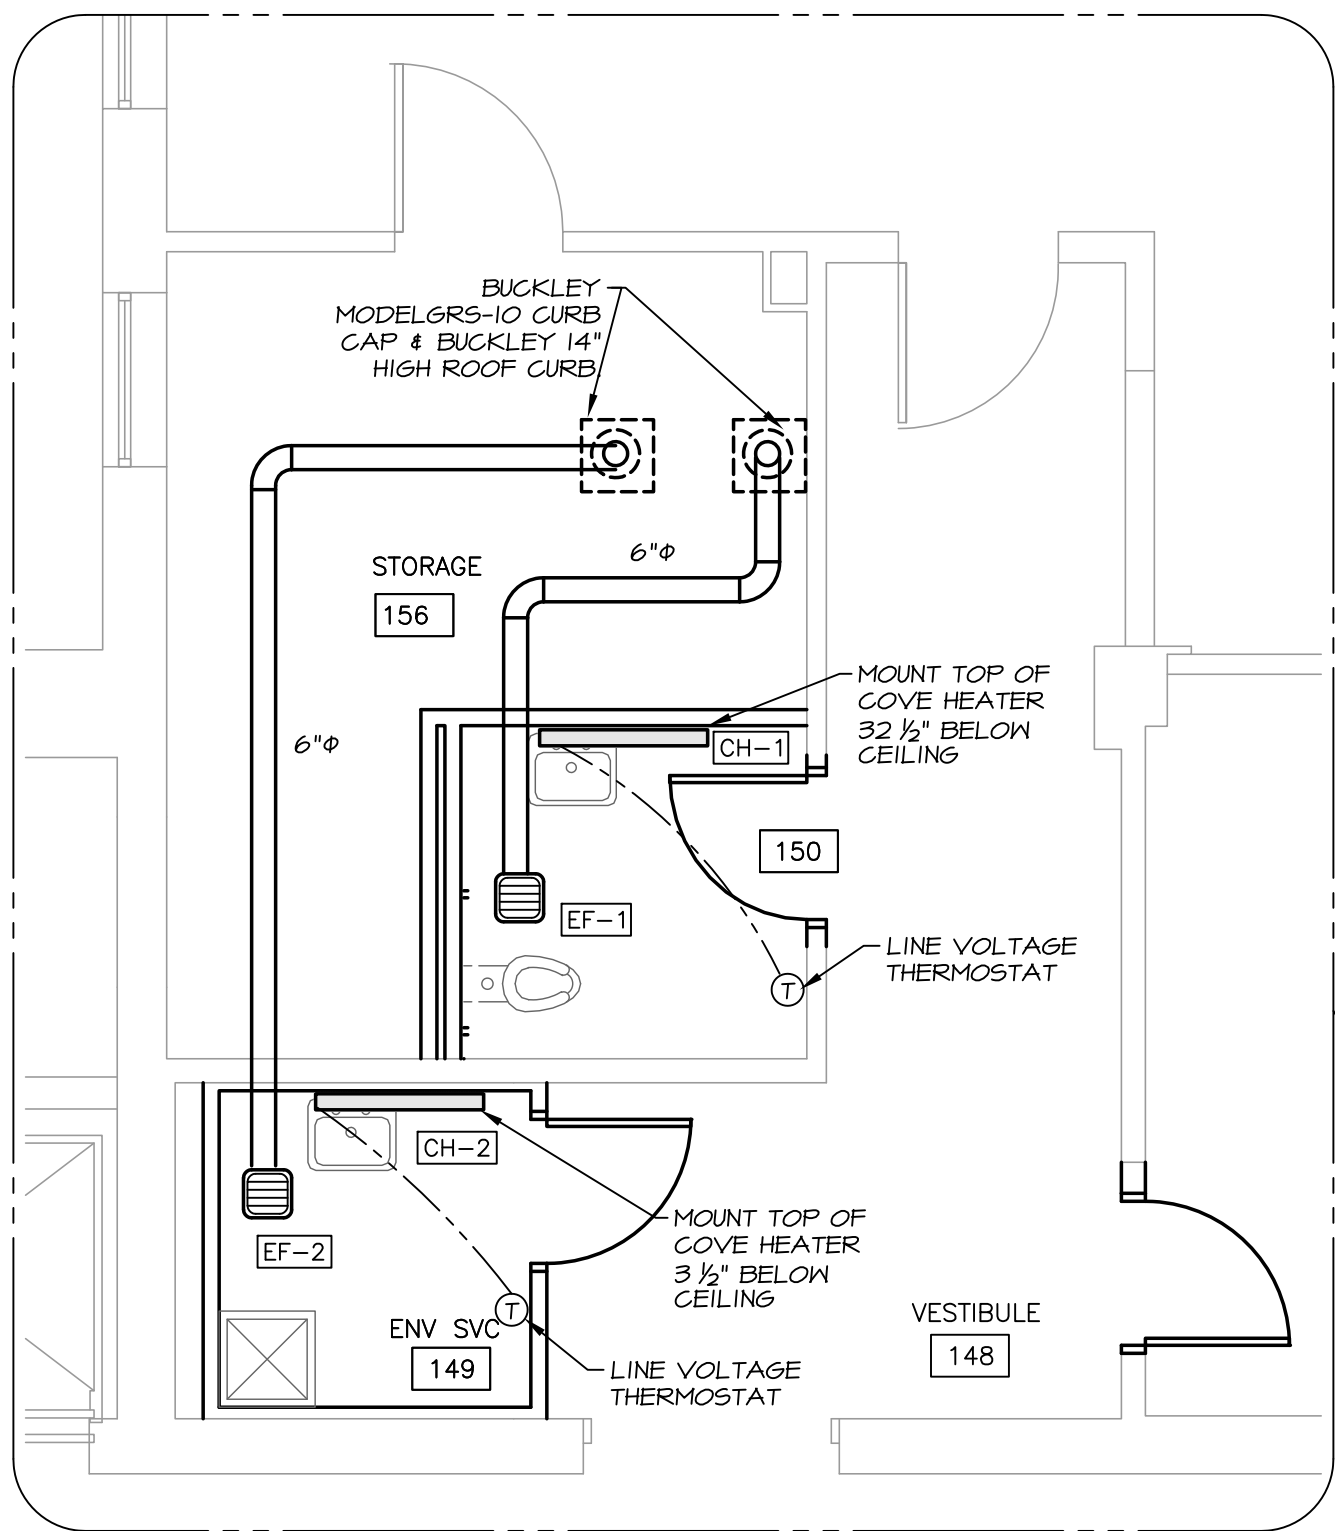 BUCKLEY
MODELGRS-10 CURB
CAP & BUCKLEY 14"
HIGH ROOF CURB.
6"Φ
STORAGE
156
MOUNT TOP OF
COVE HEATER
32 ½" BELOW
CEILING
6"Φ
CH-1
150
EF-1
LINE VOLTAGE
THERMOSTAT
T
CH-2
MOUNT TOP OF
COVE HEATER
3 ½" BELOW
CEILING
EF-2
T
ENV SVC
149
VESTIBULE
148
LINE VOLTAGE
THERMOSTAT